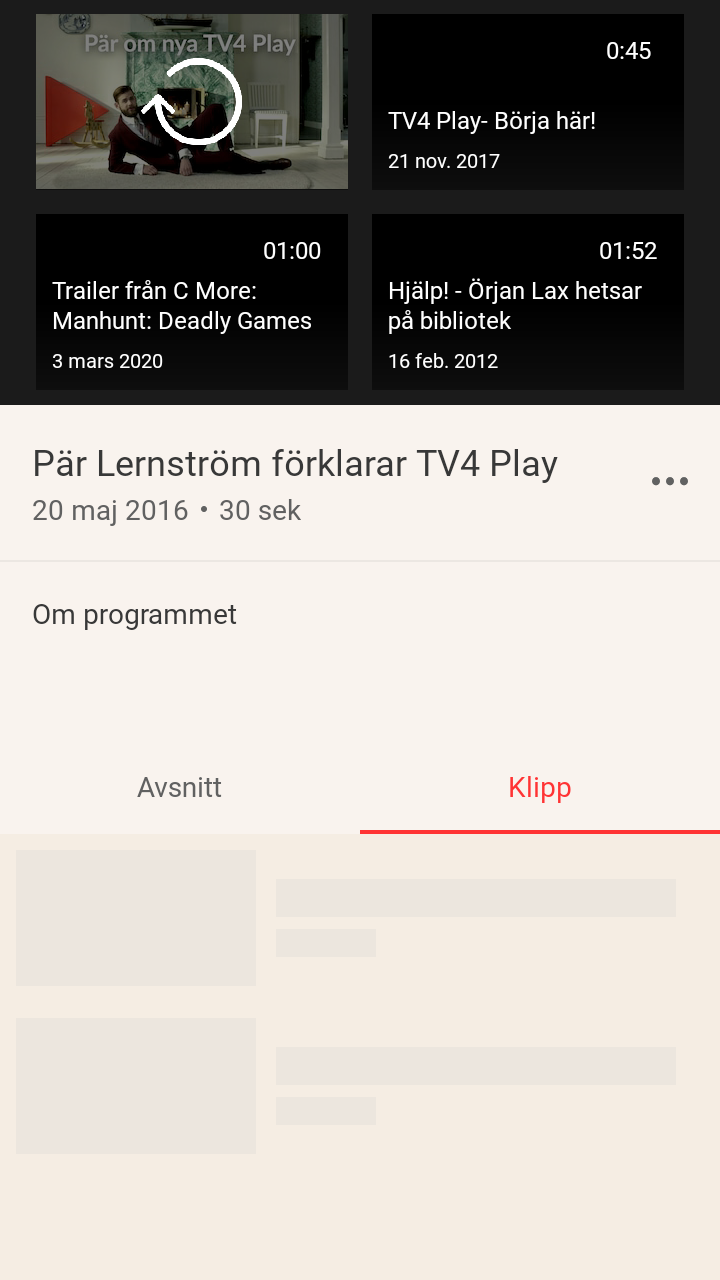 Pär om nya TV4 Play
0:45
TV4 Play- Börja här!
21 nov. 2017
01:00
Trailer från C More:
Manhunt: Deadly Games
3 mars 2020
01:52
Hjälp! - Örjan Lax hetsar
på bibliotek
16 feb. 2012
Pär Lernström förklarar TV4 Play
20 maj 2016 • 30 sek
Om programmet
Avsnitt
Klipp